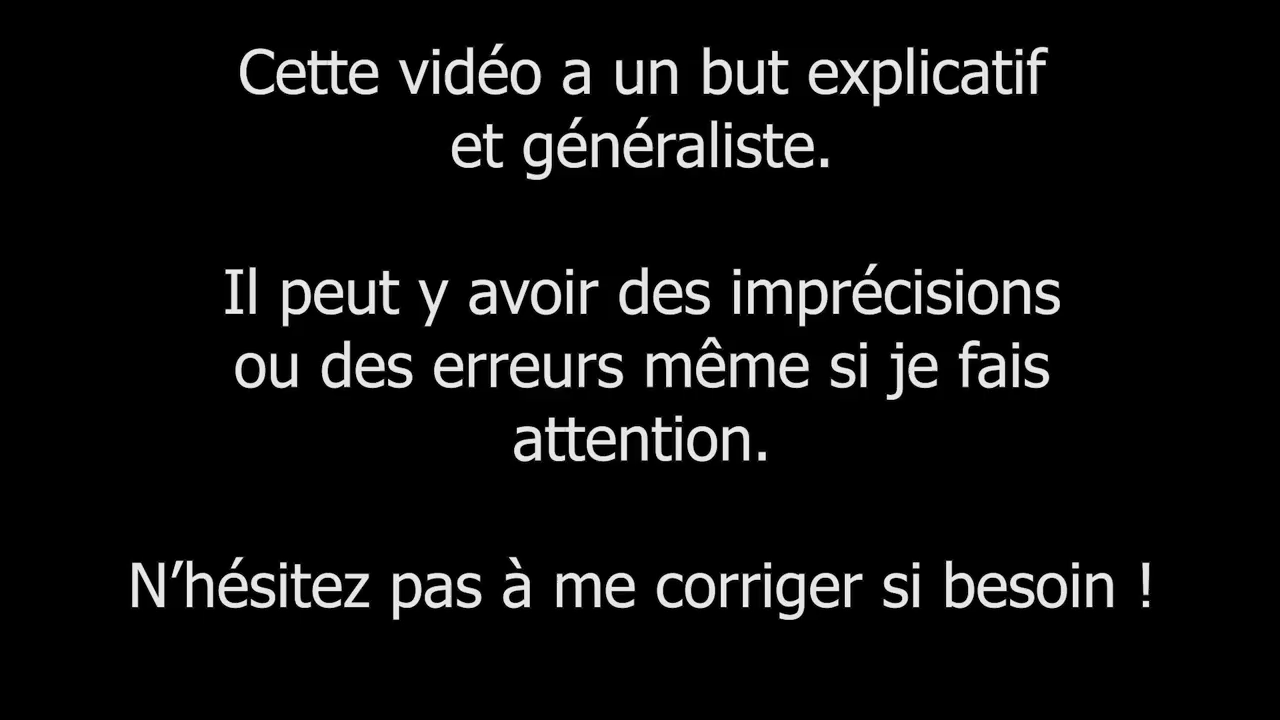 Cette vidéo a un but explicatif
et généraliste.
Il peut y avoir des imprécisions
ou des erreurs même si je fais
attention.
N’hésitez pas à me corriger si besoin !